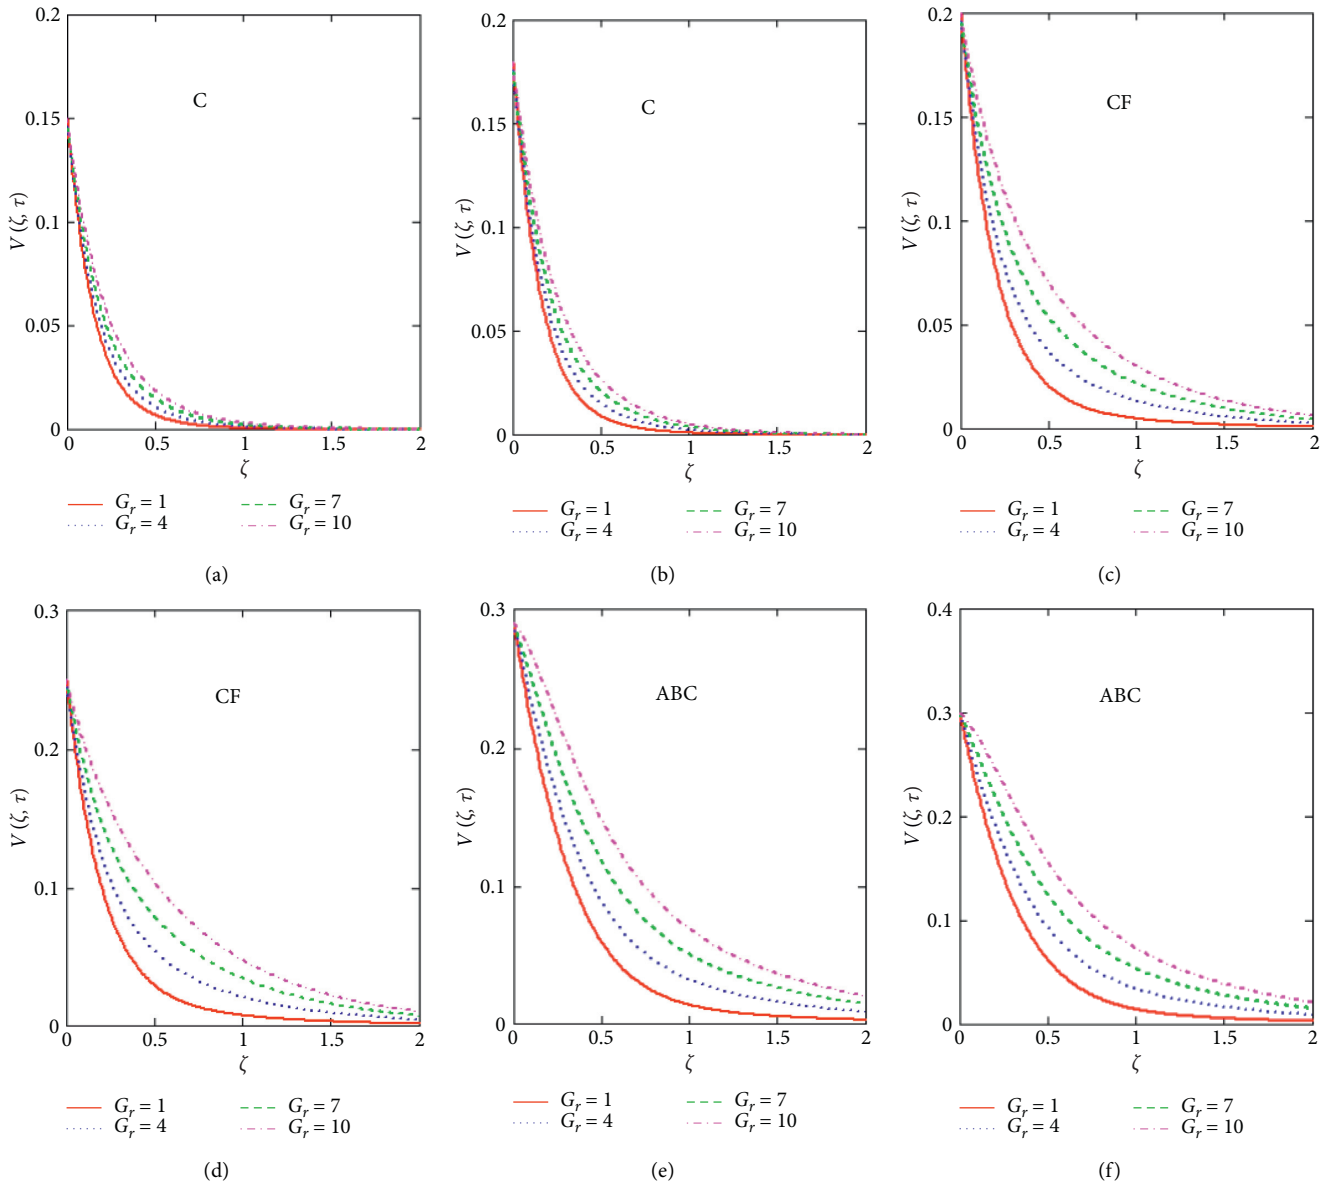 0.2
0.15
0.1
0.05
0
V (ζ, τ)
C
0 0.5 1 1.5 2
ζ
G_r = 1 G_r = 7
G_r = 4 G_r = 10
(a)
0.2
0.15
0.1
0.05
0
V (ζ, τ)
C
0 0.5 1 1.5 2
ζ
G_r = 1 G_r = 7
G_r = 4 G_r = 10
(b)
0.2
0.15
0.1
0.05
0
V (ζ, τ)
CF
0 0.5 1 1.5 2
ζ
G_r = 1 G_r = 7
G_r = 4 G_r = 10
(c)
0.3
0.2
0.1
0
V (ζ, τ)
CF
0 0.5 1 1.5 2
ζ
G_r = 1 G_r = 7
G_r = 4 G_r = 10
(d)
0.3
0.2
0.1
0
V (ζ, τ)
ABC
0 0.5 1 1.5 2
ζ
G_r = 1 G_r = 7
G_r = 4 G_r = 10
(e)
0.4
0.3
0.2
0.1
0
V (ζ, τ)
ABC
0 0.5 1 1.5 2
ζ
G_r = 1 G_r = 7
G_r = 4 G_r = 10
(f)